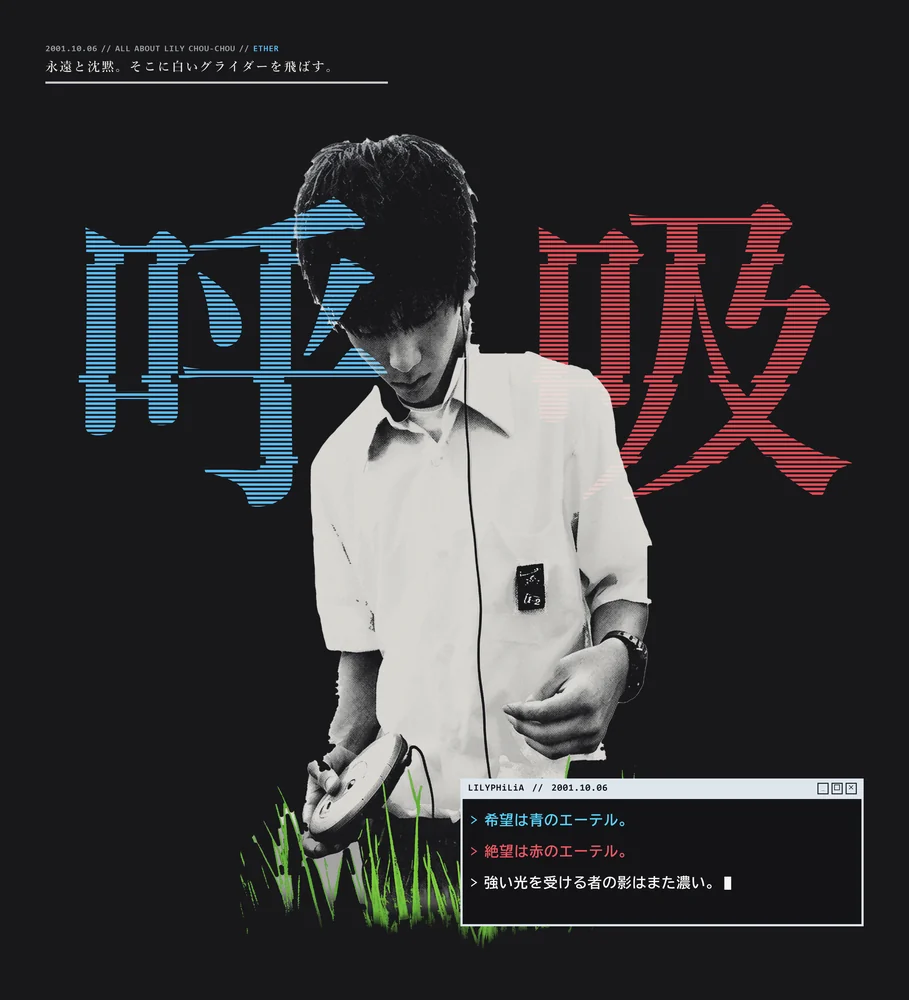 2001.10.06 // ALL ABOUT LILY CHOU-CHOU // ETHER
永遠と沈黙。そこに白いグライダーを飛ばす。
呼吸
LILYPHiLiA // 2001.10.06
> 希望は青のエーテル。
> 絶望は赤のエーテル。
> 強い光を受ける者の影はまた濃い。